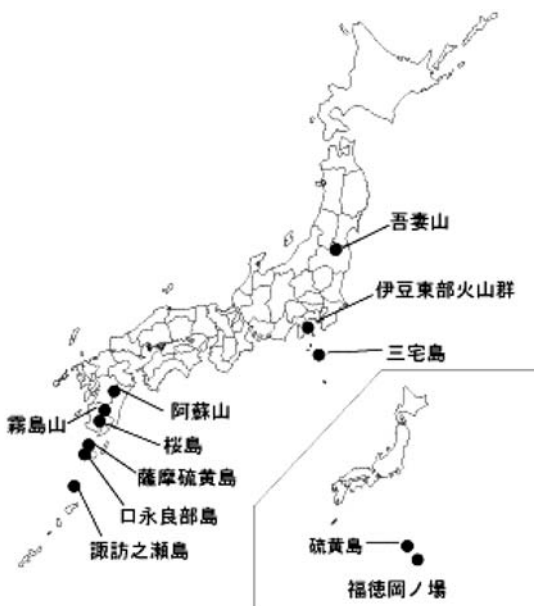 吾妻山
伊豆東部火山群
三宅島
阿蘇山
霧島山
桜島
薩摩硫黄島
口永良部島
諏訪之瀬島
硫黄島
福徳岡ノ場